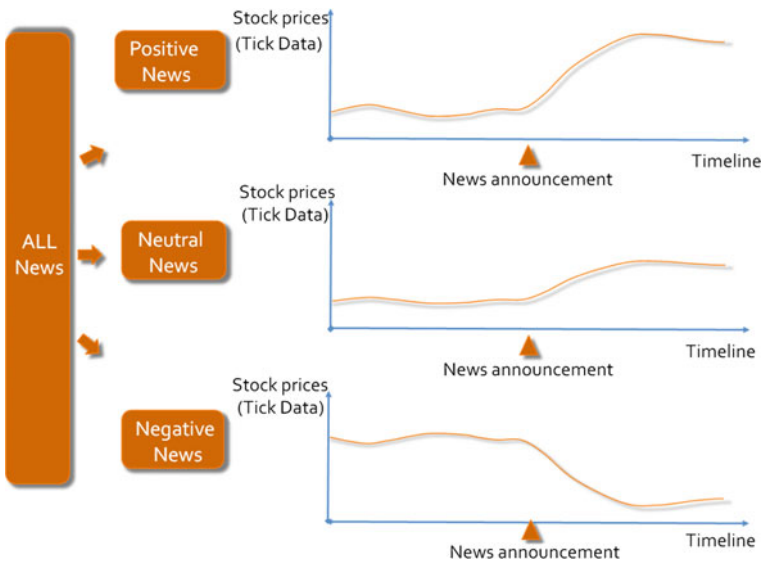 ALL
News
Positive
News
Stock prices
(Tick Data)
Timeline
News announcement
Neutral
News
Stock prices
(Tick Data)
Timeline
News announcement
Negative
News
Stock prices
(Tick Data)
Timeline
News announcement